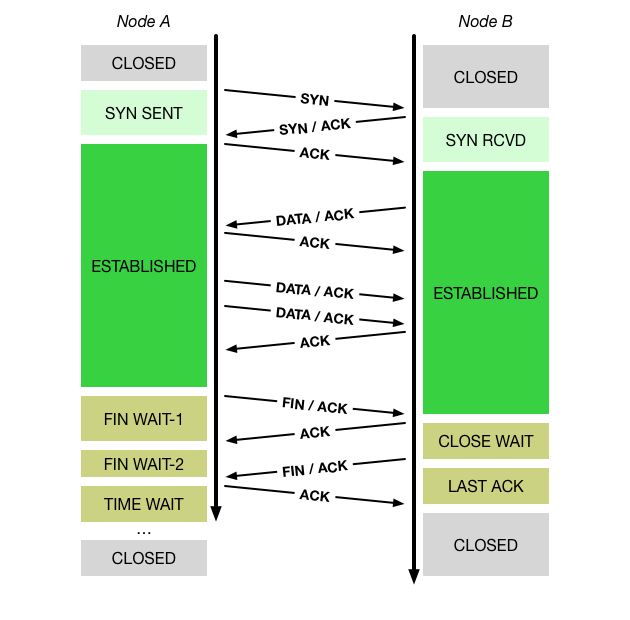 Node A
Node B
CLOSED
CLOSED
SYN
SYN SENT
SYN / ACK
SYN RCVD
ACK
DATA / ACK
ACK
ESTABLISHED
ESTABLISHED
DATA / ACK
DATA / ACK
ACK
FIN / ACK
FIN WAIT-1
ACK
CLOSE WAIT
FIN WAIT-2
FIN / ACK
LAST ACK
ACK
TIME WAIT
...
CLOSED
CLOSED